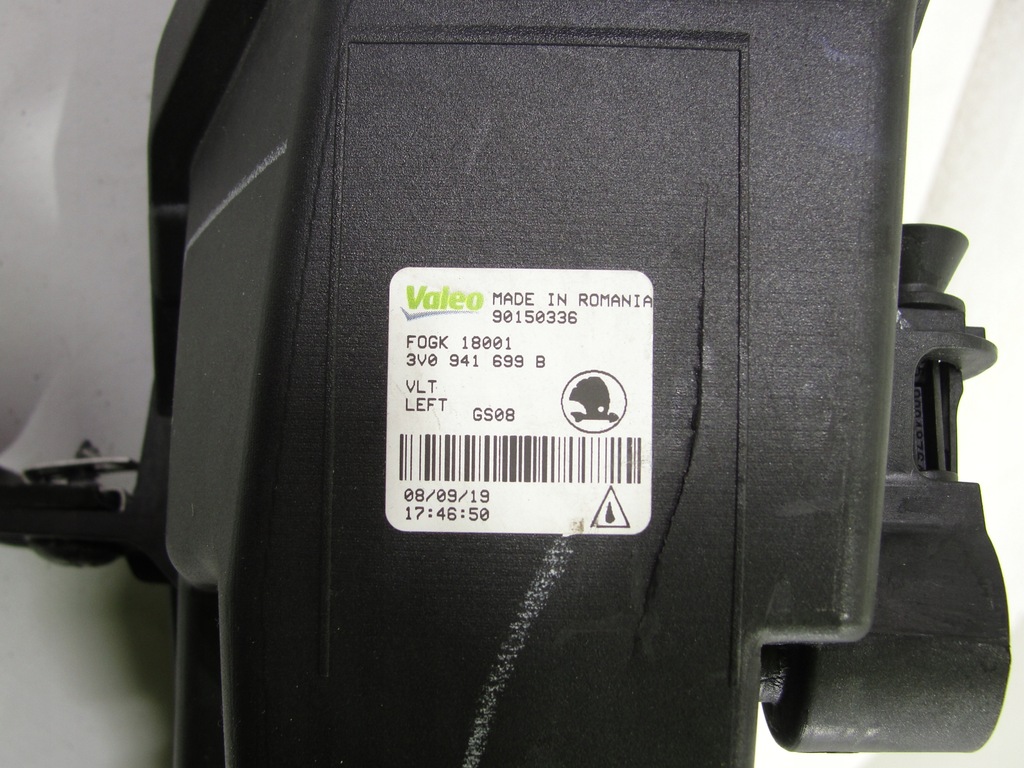 Valeo MADE IN ROMANIA
90150336
FOGK 18001
3V0 941 699 B
VLT
LEFT GS08
08/09/19
17:46:50